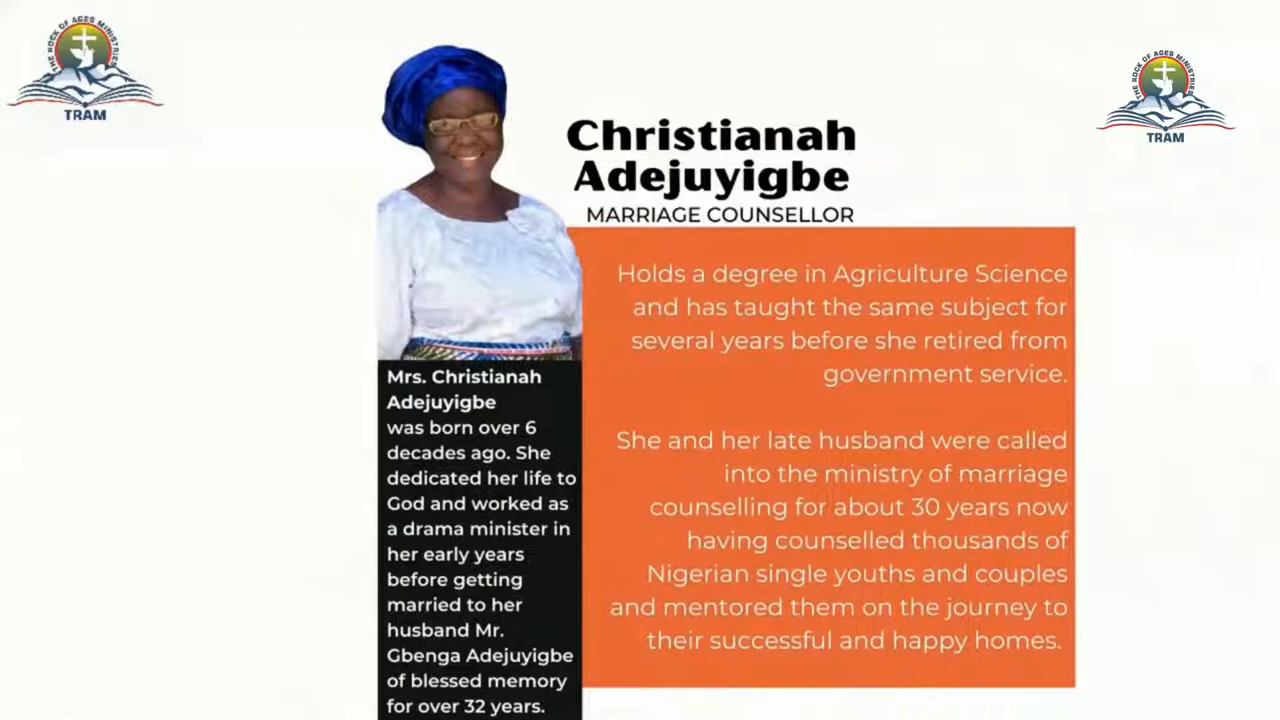 THE ROCK OF AGES MINISTRIES
TRAM
THE ROCK OF AGES MINISTRIES
TRAM
Christianah
Adejuyigbe
MARRIAGE COUNSELLOR
Holds a degree in Agriculture Science
and has taught the same subject for
several years before she retired from
government service.
She and her late husband were called
into the ministry of marriage
counselling for about 30 years now
having counselled thousands of
Nigerian single youths and couples
and mentored them on the journey to
their successful and happy homes.
Mrs. Christianah
Adejuyigbe
was born over 6
decades ago. She
dedicated her life to
God and worked as
a drama minister in
her early years
before getting
married to her
husband Mr.
Gbenga Adejuyigbe
of blessed memory
for over 32 years.